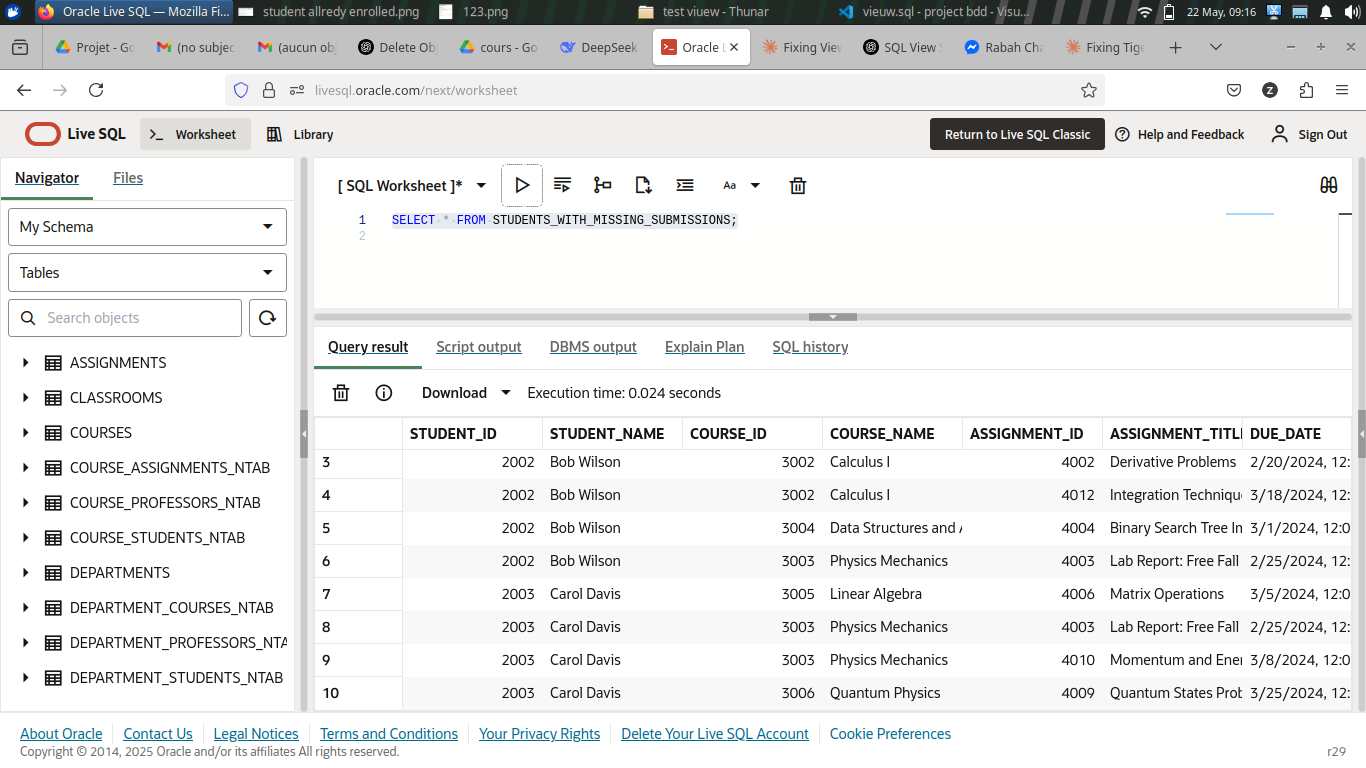 Oracle Live SQL — Mozilla Fi...
student allredy enrolled.png
123.png
test viuew - Thunar
vieuw.sql - project bdd - Visu...
22 May, 09:16
Projet - Go
(no subjec
(aucun obj
Delete Obj
cours - Go
DeepSeek
Oracle L
Fixing View
SQL View S
Rabah Cha
Fixing Tige
livesql.oracle.com/next/worksheet
Z
Live SQL
Worksheet
Library
Return to Live SQL Classic
Help and Feedback
Sign Out
Navigator
Files
My Schema
Tables
Search objects
ASSIGNMENTS
CLASSROOMS
COURSES
COURSE_ASSIGNMENTS_NTAB
COURSE_PROFESSORS_NTAB
COURSE_STUDENTS_NTAB
DEPARTMENTS
DEPARTMENT_COURSES_NTAB
DEPARTMENT_PROFESSORS_NTA
DEPARTMENT_STUDENTS_NTAB
[ SQL Worksheet ]*
Aa
1 SELECT * FROM STUDENTS_WITH_MISSING_SUBMISSIONS;
2
Query result
Script output
DBMS output
Explain Plan
SQL history
Download
Execution time: 0.024 seconds
STUDENT_ID STUDENT_NAME COURSE_ID COURSE_NAME ASSIGNMENT_ID ASSIGNMENT_TITL DUE_DATE
3 2002 Bob Wilson 3002 Calculus I 4002 Derivative Problems 2/20/2024, 12:
4 2002 Bob Wilson 3002 Calculus I 4012 Integration Techniqu 3/18/2024, 12:
5 2002 Bob Wilson 3004 Data Structures and A 4004 Binary Search Tree Im 3/1/2024, 12:0
6 2002 Bob Wilson 3003 Physics Mechanics 4003 Lab Report: Free Fall 2/25/2024, 12:
7 2003 Carol Davis 3005 Linear Algebra 4006 Matrix Operations 3/5/2024, 12:0
8 2003 Carol Davis 3003 Physics Mechanics 4003 Lab Report: Free Fall 2/25/2024, 12:
9 2003 Carol Davis 3003 Physics Mechanics 4010 Momentum and Ener 3/8/2024, 12:0
10 2003 Carol Davis 3006 Quantum Physics 4009 Quantum States Prob 3/25/2024, 12:
About Oracle
Contact Us
Legal Notices
Terms and Conditions
Your Privacy Rights
Delete Your Live SQL Account
Cookie Preferences
Copyright © 2014, 2025 Oracle and/or its affiliates All rights reserved.
r29